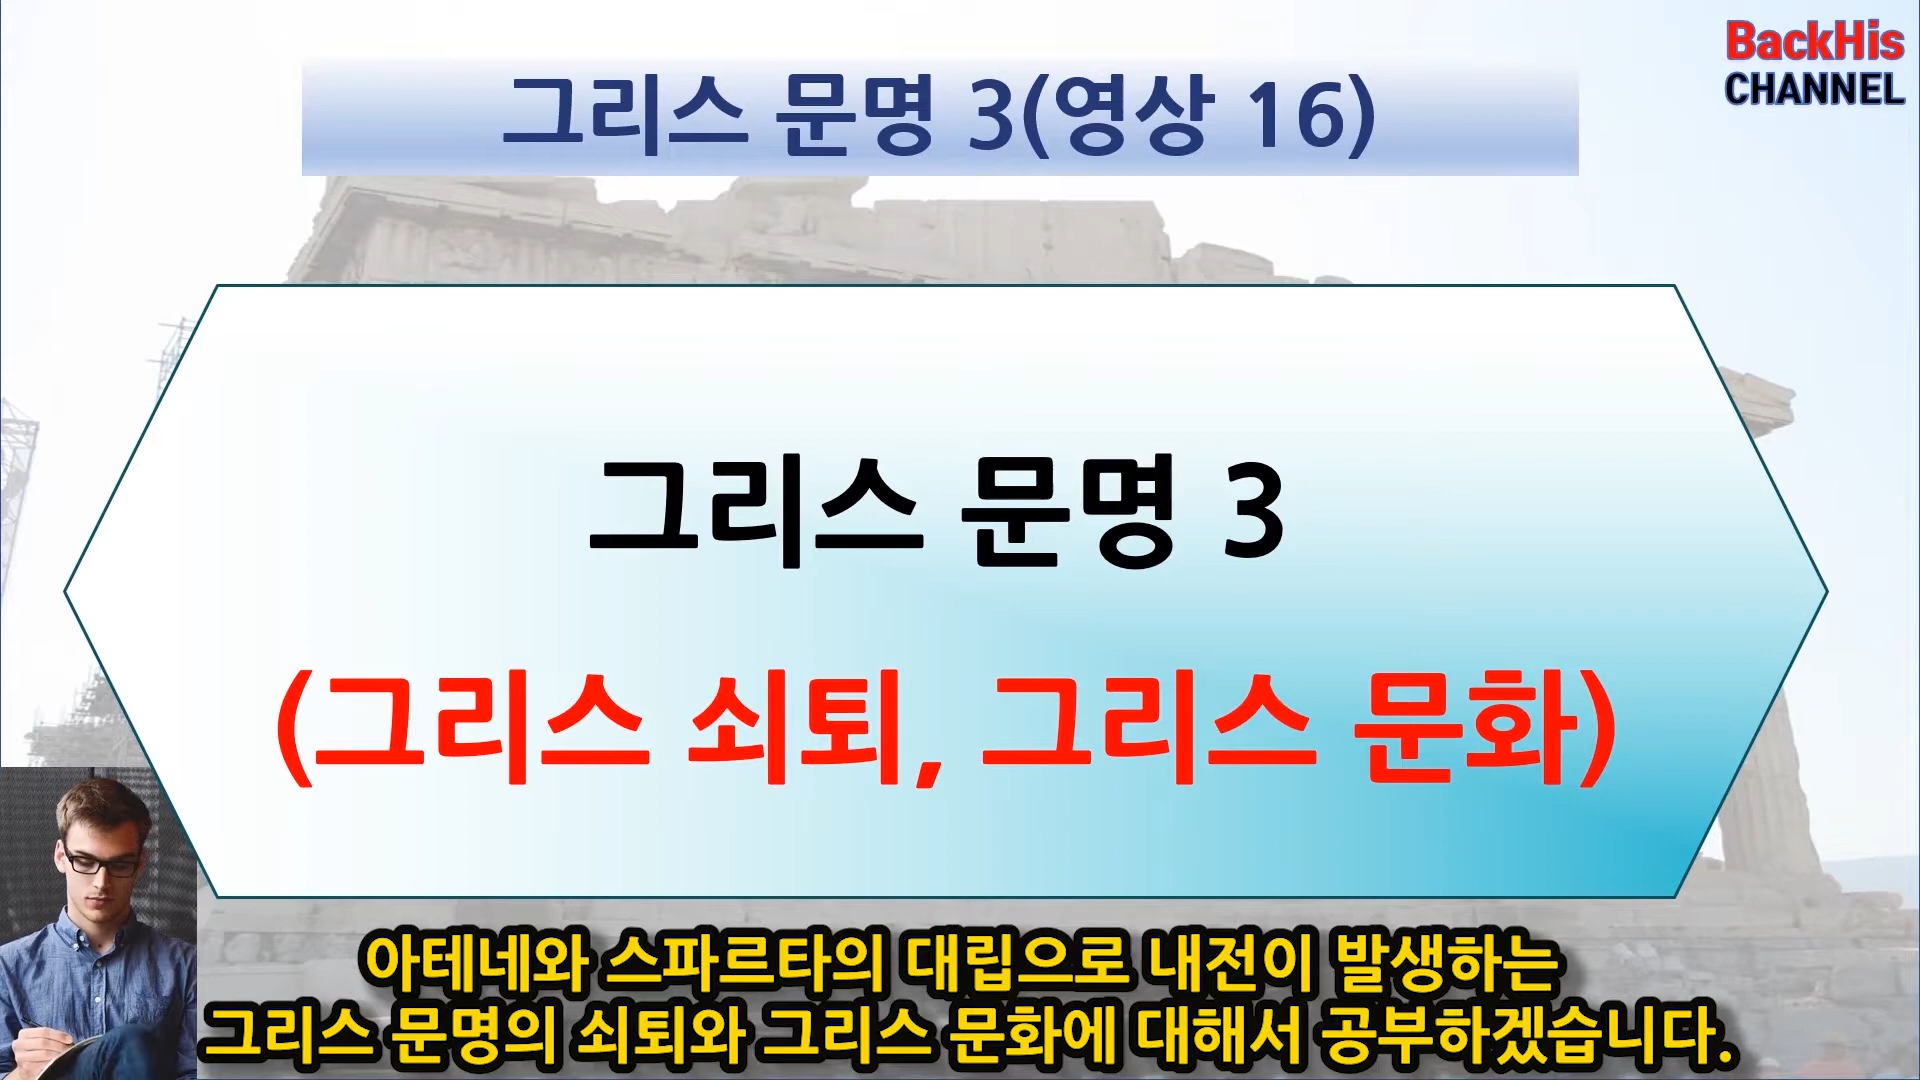 BackHis
CHANNEL
그리스 문명 3(영상 16)
그리스 문명 3
(그리스 쇠퇴, 그리스 문화)
아테네와 스파르타의 대립으로 내전이 발생하는
그리스 문명의 쇠퇴와 그리스 문화에 대해서 공부하겠습니다.